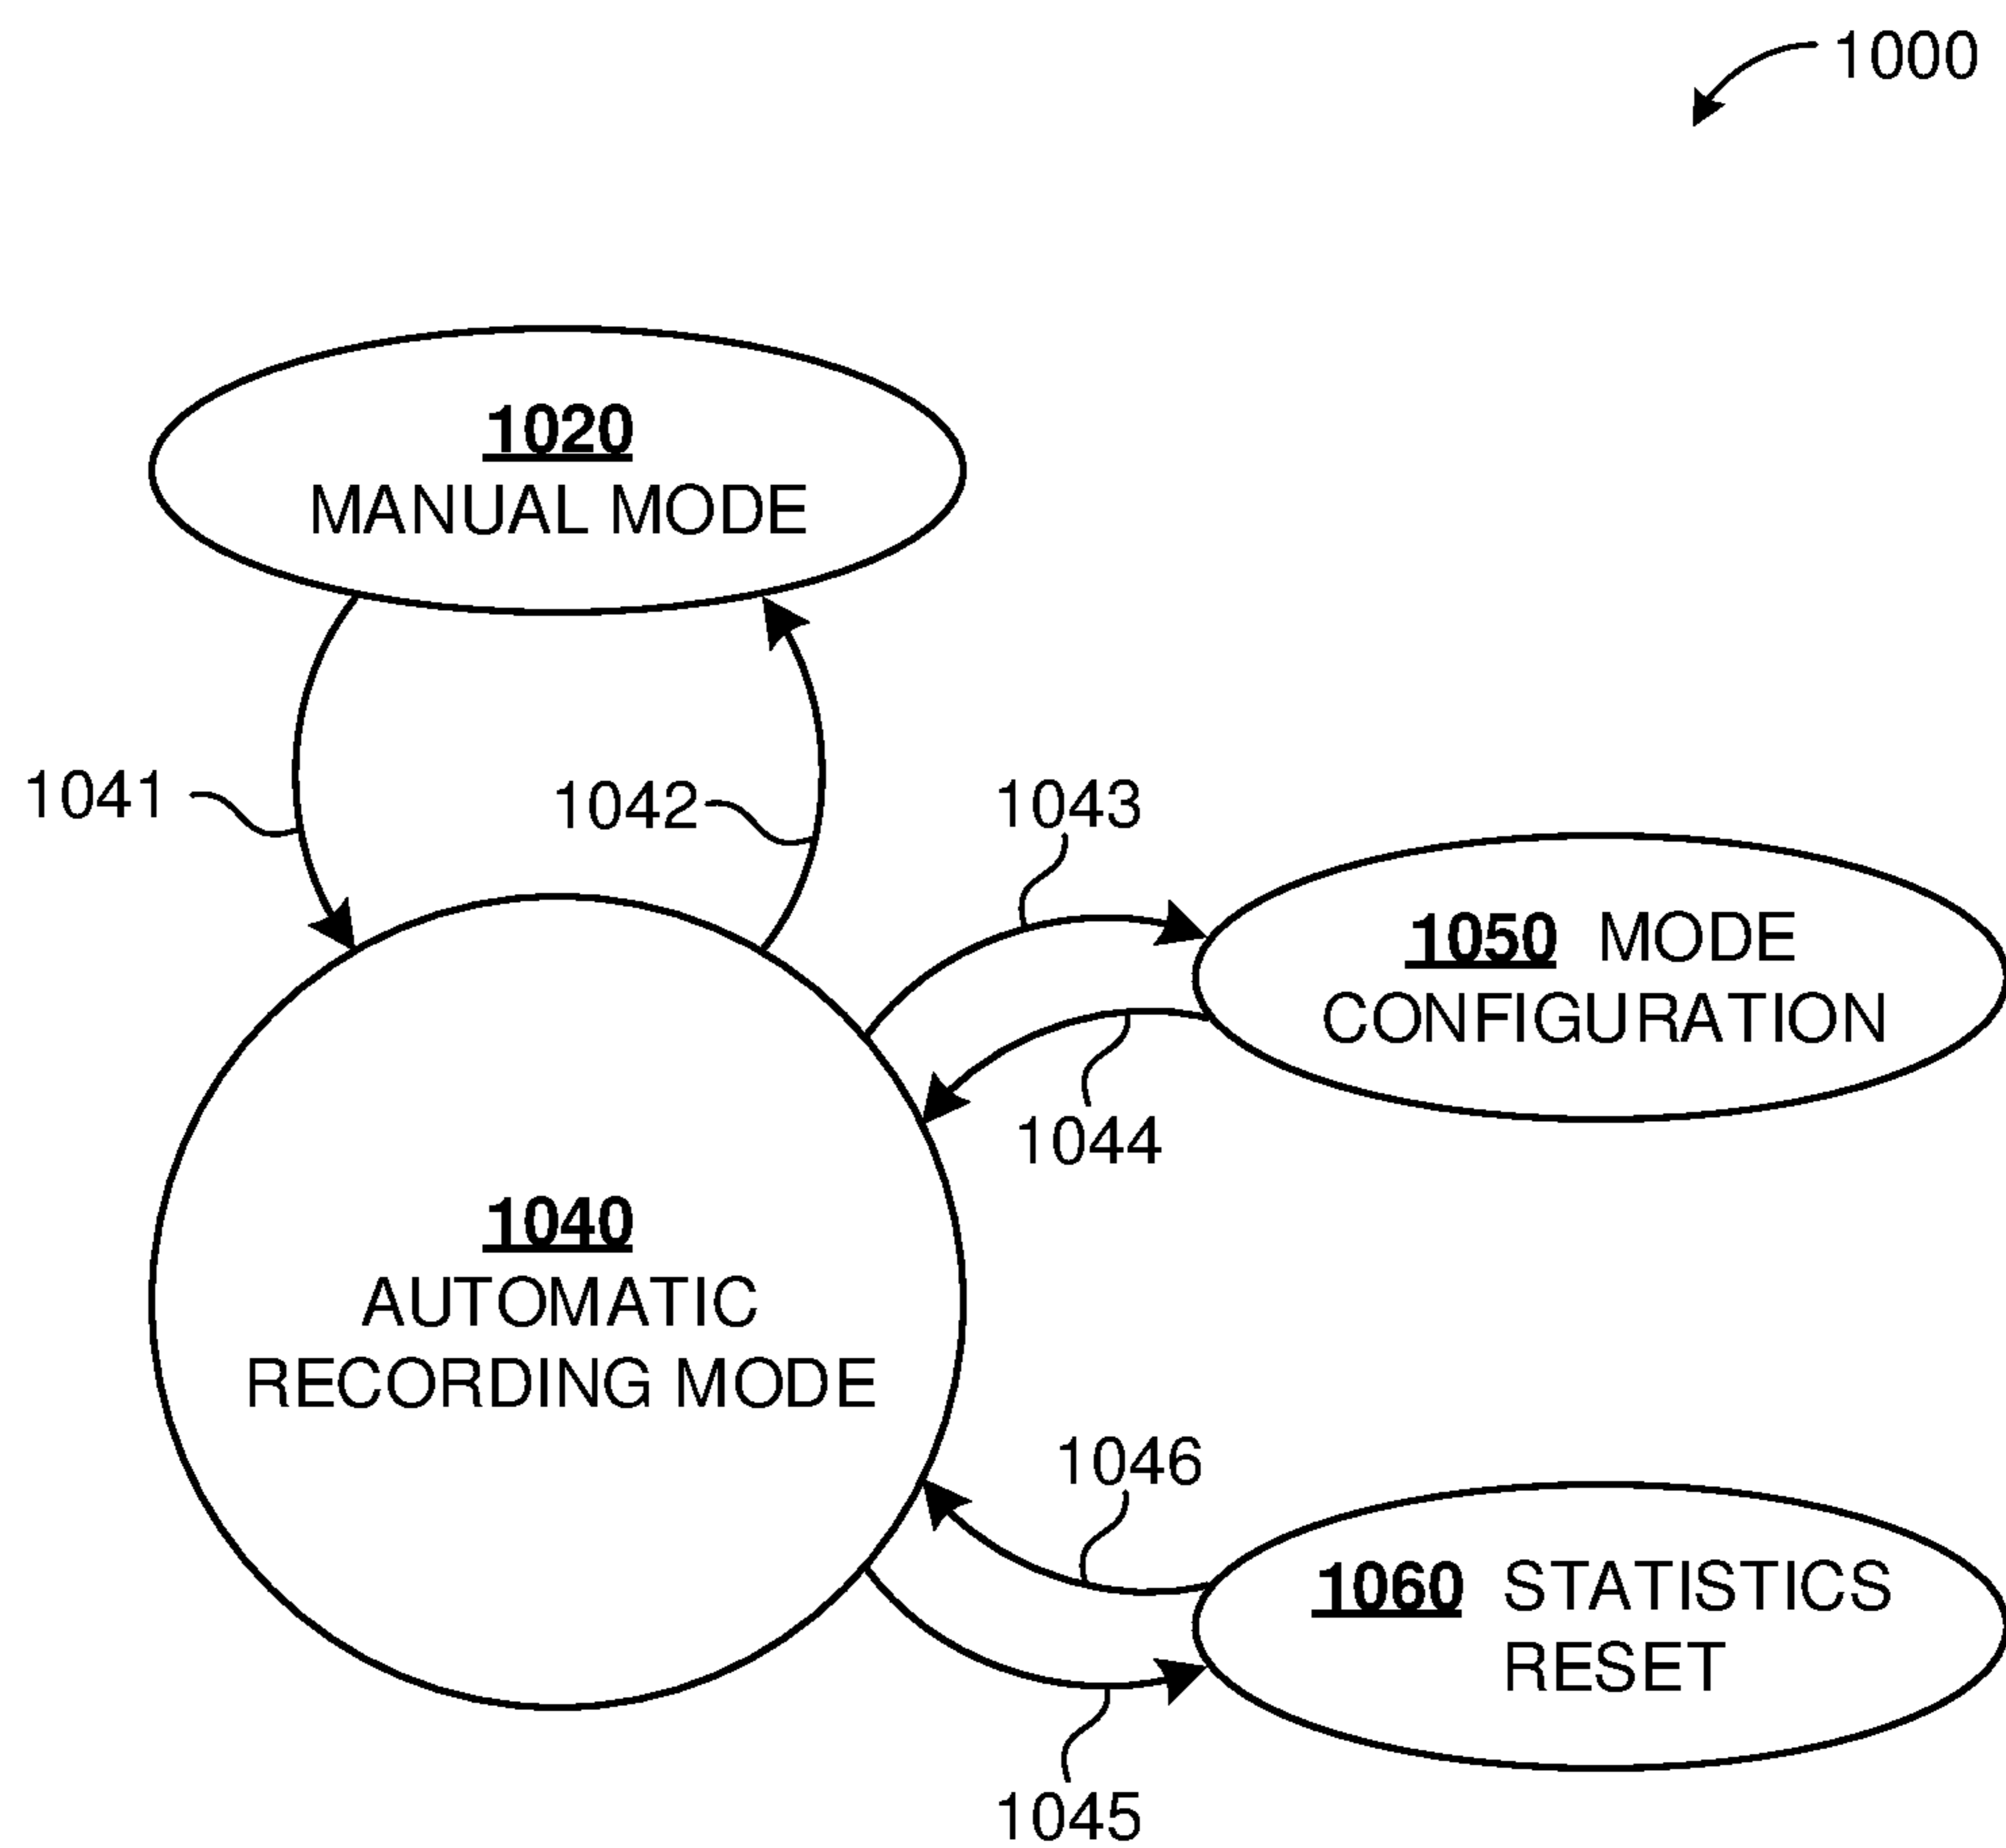 1000
1020
MANUAL MODE
1041
1042
1043
1050 MODE
CONFIGURATION
1044
1040
AUTOMATIC
RECORDING MODE
1046
1060 STATISTICS
RESET
1045